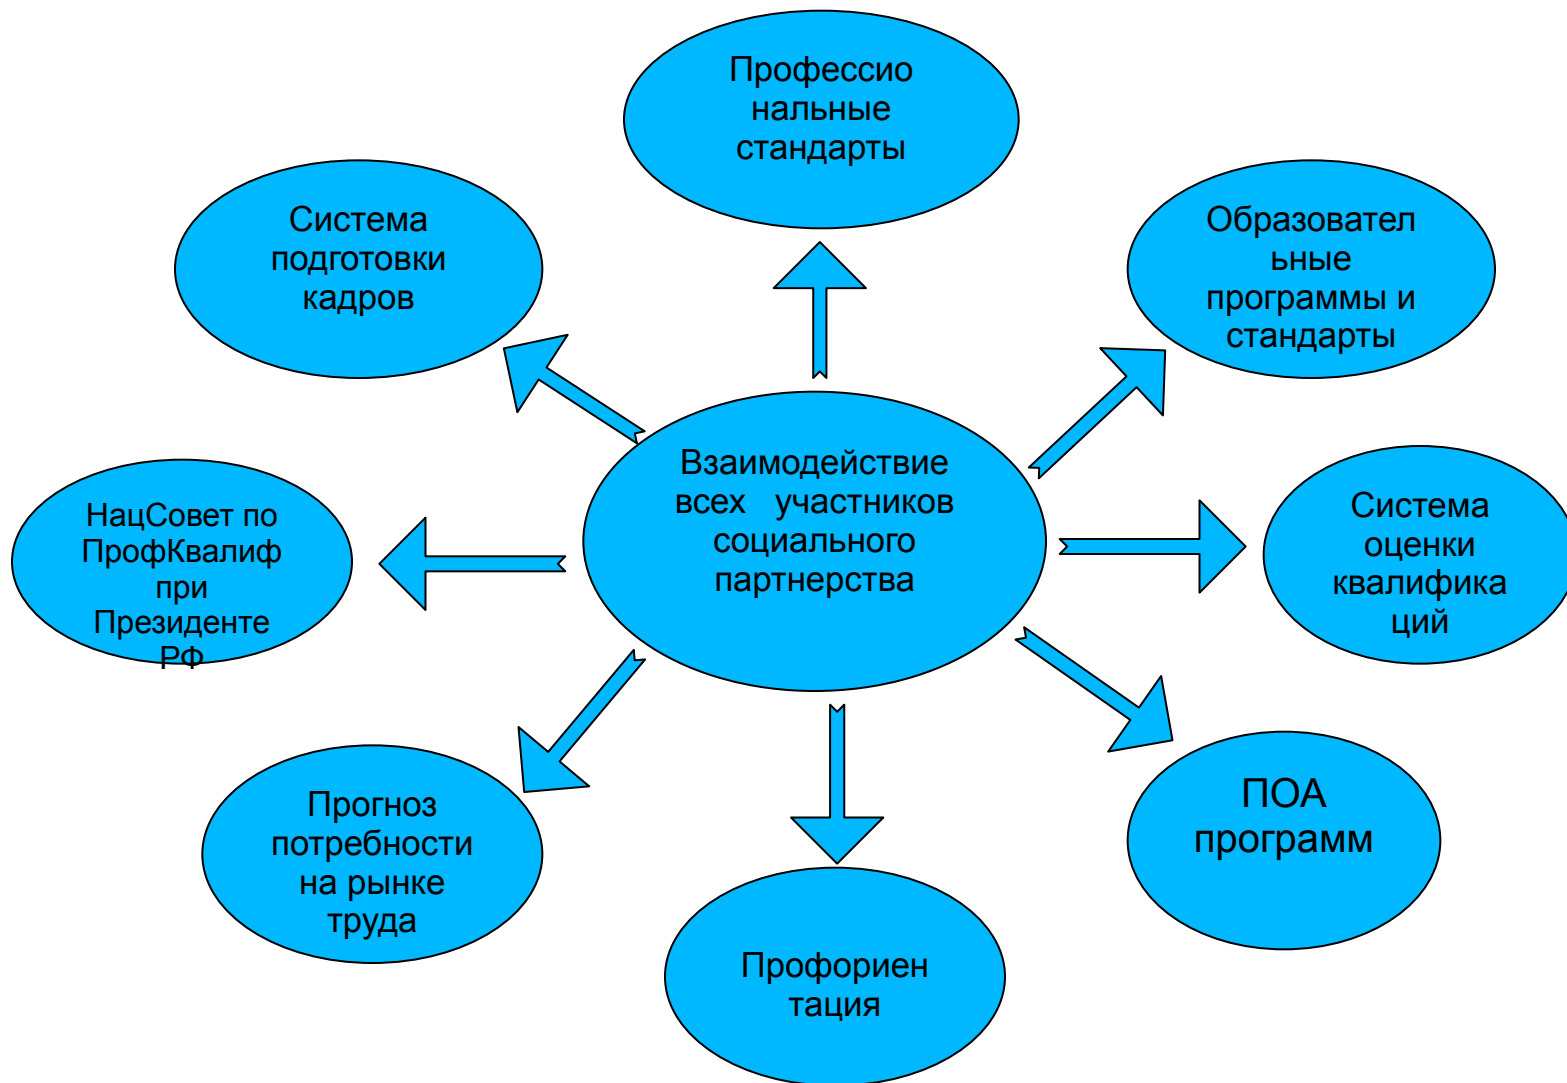 Профессио
нальные
стандарты
Система
подготовки
кадров
Образовател
ьные
программы и
стандарты
Взаимодействие
всех участников
социального
партнерства
НацСовет по
ПрофКвалиф
при
Президенте
РФ
Система
оценки
квалифика
ций
Прогноз
потребности
на рынке
труда
ПОА
программ
Профориен
тация